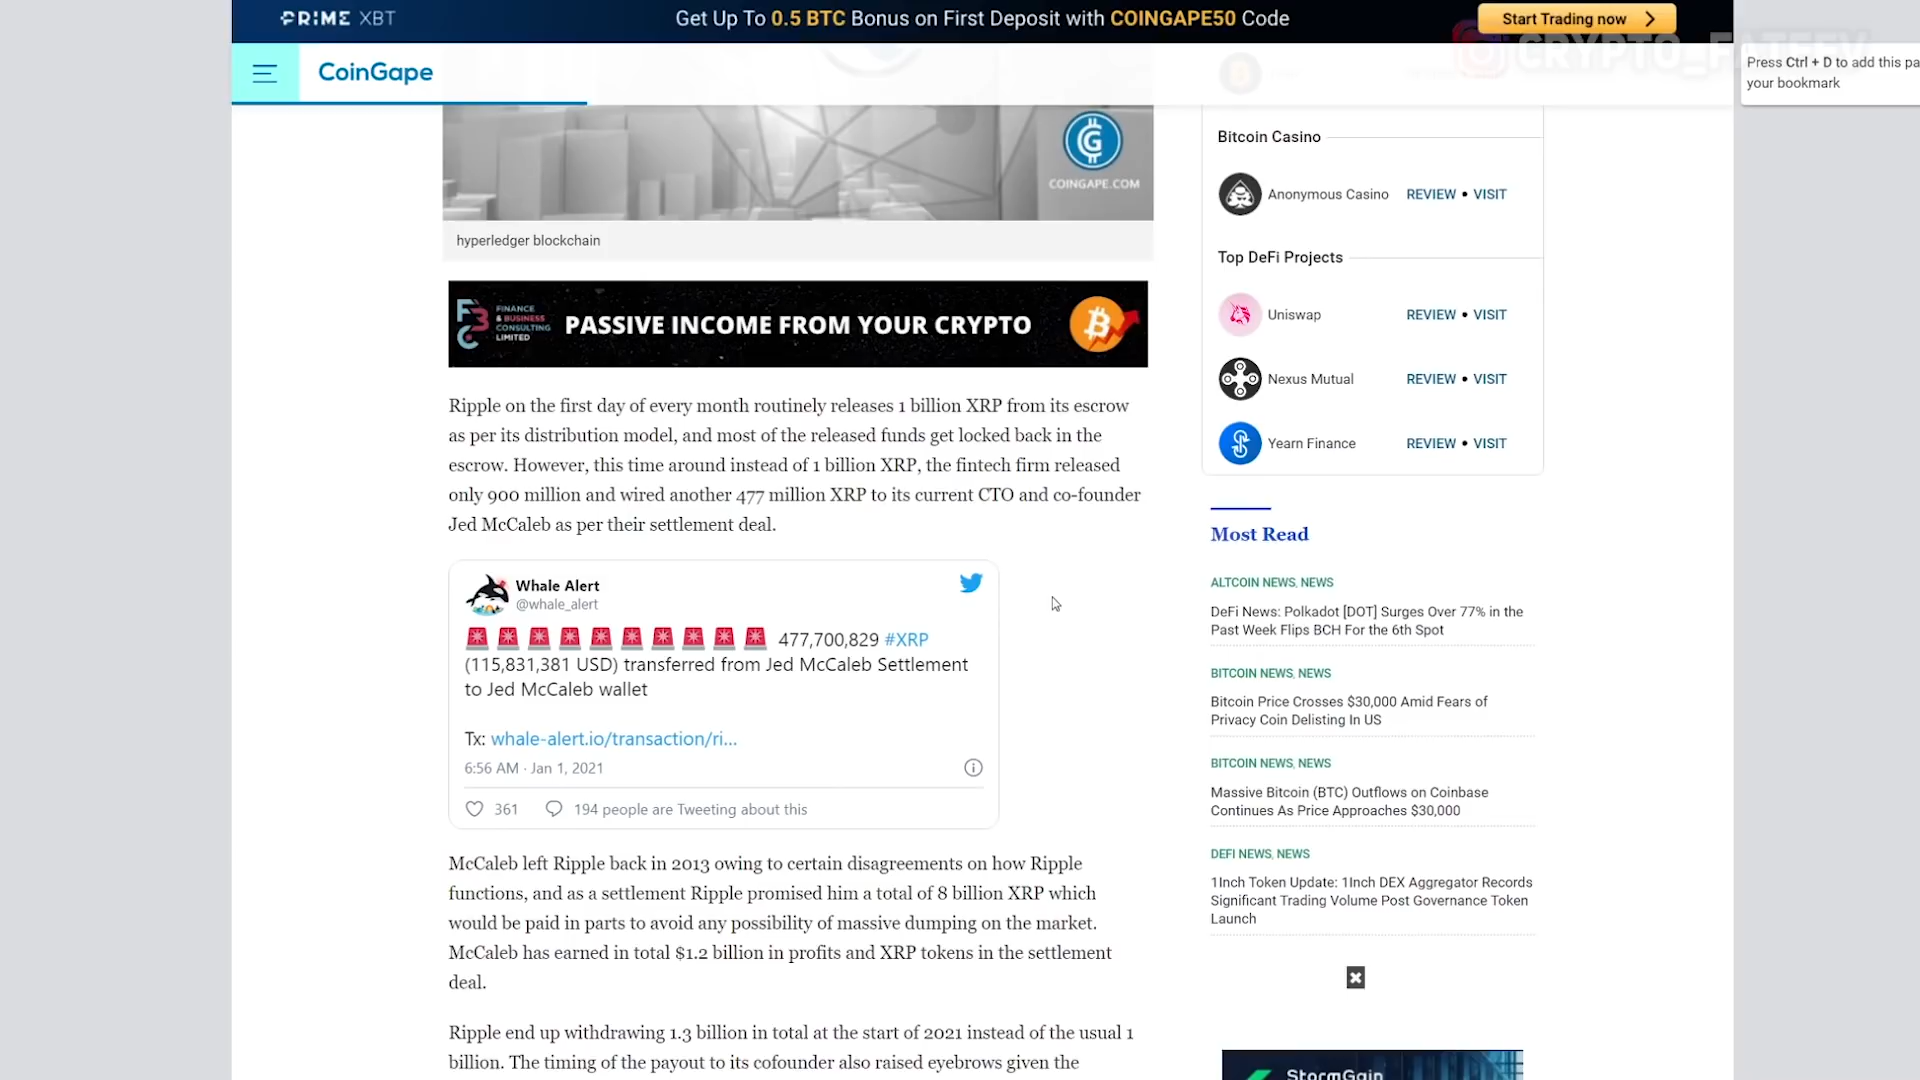 PRIME XBT
Get Up To 0.5 BTC Bonus on First Deposit with COINGAPE50 Code
Start Trading now
CoinGape
Press Ctrl + D to add this pa
your bookmark
COINGAPE.COM
hyperledger blockchain
FINANCE
& BUSINESS
CONSULTING
LIMITED
PASSIVE INCOME FROM YOUR CRYPTO
Ripple on the first day of every month routinely releases 1 billion XRP from its escrow
as per its distribution model, and most of the released funds get locked back in the
escrow. However, this time around instead of 1 billion XRP, the fintech firm released
only 900 million and wired another 477 million XRP to its current CTO and co-founder
Jed McCaleb as per their settlement deal.
Whale Alert
@whale_alert
477,700,829 #XRP
(115,831,381 USD) transferred from Jed McCaleb Settlement
to Jed McCaleb wallet
Tx: whale-alert.io/transaction/ri...
6:56 AM · Jan 1, 2021
361 194 people are Tweeting about this
McCaleb left Ripple back in 2013 owing to certain disagreements on how Ripple
functions, and as a settlement Ripple promised him a total of 8 billion XRP which
would be paid in parts to avoid any possibility of massive dumping on the market.
McCaleb has earned in total $1.2 billion in profits and XRP tokens in the settlement
deal.
Ripple end up withdrawing 1.3 billion in total at the start of 2021 instead of the usual 1
billion. The timing of the payout to its cofounder also raised eyebrows given the
Bitcoin Casino
Anonymous Casino REVIEW • VISIT
Top DeFi Projects
Uniswap REVIEW • VISIT
Nexus Mutual REVIEW • VISIT
Yearn Finance REVIEW • VISIT
Most Read
ALTCOIN NEWS, NEWS
DeFi News: Polkadot [DOT] Surges Over 77% in the
Past Week Flips BCH For the 6th Spot
BITCOIN NEWS, NEWS
Bitcoin Price Crosses $30,000 Amid Fears of
Privacy Coin Delisting In US
BITCOIN NEWS, NEWS
Massive Bitcoin (BTC) Outflows on Coinbase
Continues As Price Approaches $30,000
DEFI NEWS, NEWS
1Inch Token Update: 1Inch DEX Aggregator Records
Significant Trading Volume Post Governance Token
Launch
StormGain